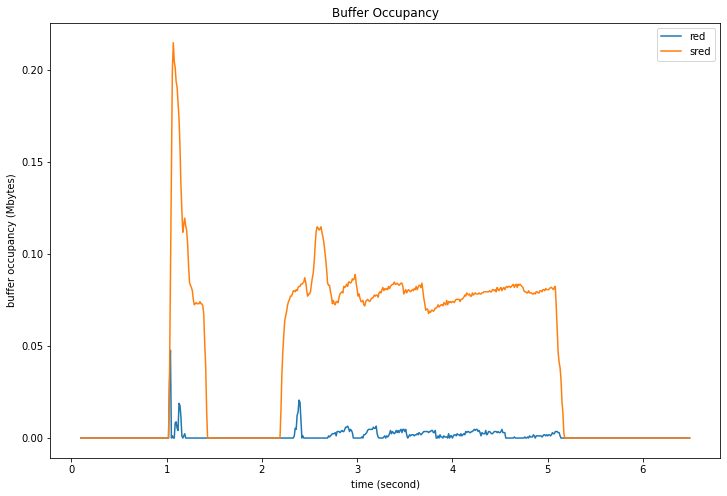 Buffer Occupancy
red
sred
0.20
0.15
0.10
0.05
0.00
buffer occupancy (Mbytes)
0 1 2 3 4 5 6
time (second)